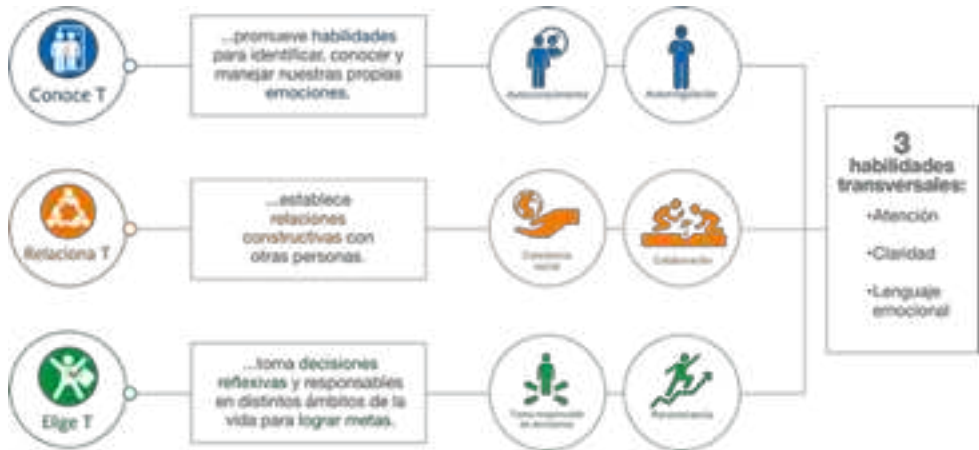 Conoce T
...promueve habilidades
para identificar, conocer y
manejar nuestras propias
emociones.
Autoconocimiento
Autorregulación
Relaciona T
...establece
relaciones
constructivas con
otras personas.
Conciencia
social
Colaboración
Elige T
...toma decisiones
reflexivas y responsables
en distintos ámbitos de la
vida para lograr metas.
Toma responsable
de decisiones
Perseverancia
3
habilidades
transversales:
•Atención
•Claridad
•Lenguaje
emocional